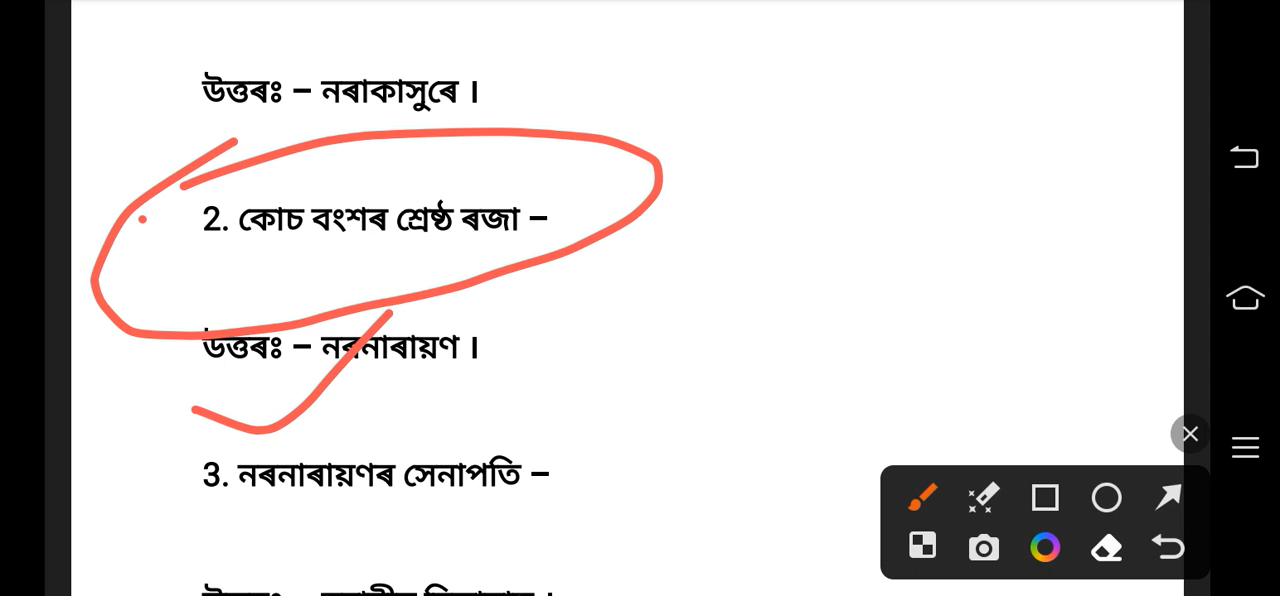 উত্তৰঃ – নৰাকাসুৰে ।
2. কোচ বংশৰ শ্ৰেষ্ঠ ৰজা –
উত্তৰঃ – নৰনাৰায়ণ ।
3. নৰনাৰায়ণৰ সেনাপতি –